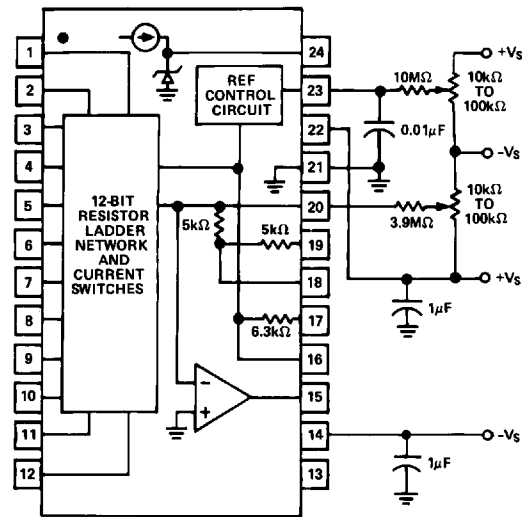 1
2
3
4
5
6
7
8
9
10
11
12
12-BIT
RESISTOR
LADDER
NETWORK
AND
CURRENT
SWITCHES
REF
CONTROL
CIRCUIT
5kΩ
5kΩ
6.3kΩ
−
+
24
23
22
21
20
19
18
17
16
15
14
13
10MΩ
0.01μF
3.9MΩ
1μF
1μF
+VS
10kΩ
TO
100kΩ
−VS
10kΩ
TO
100kΩ
+VS
−VS